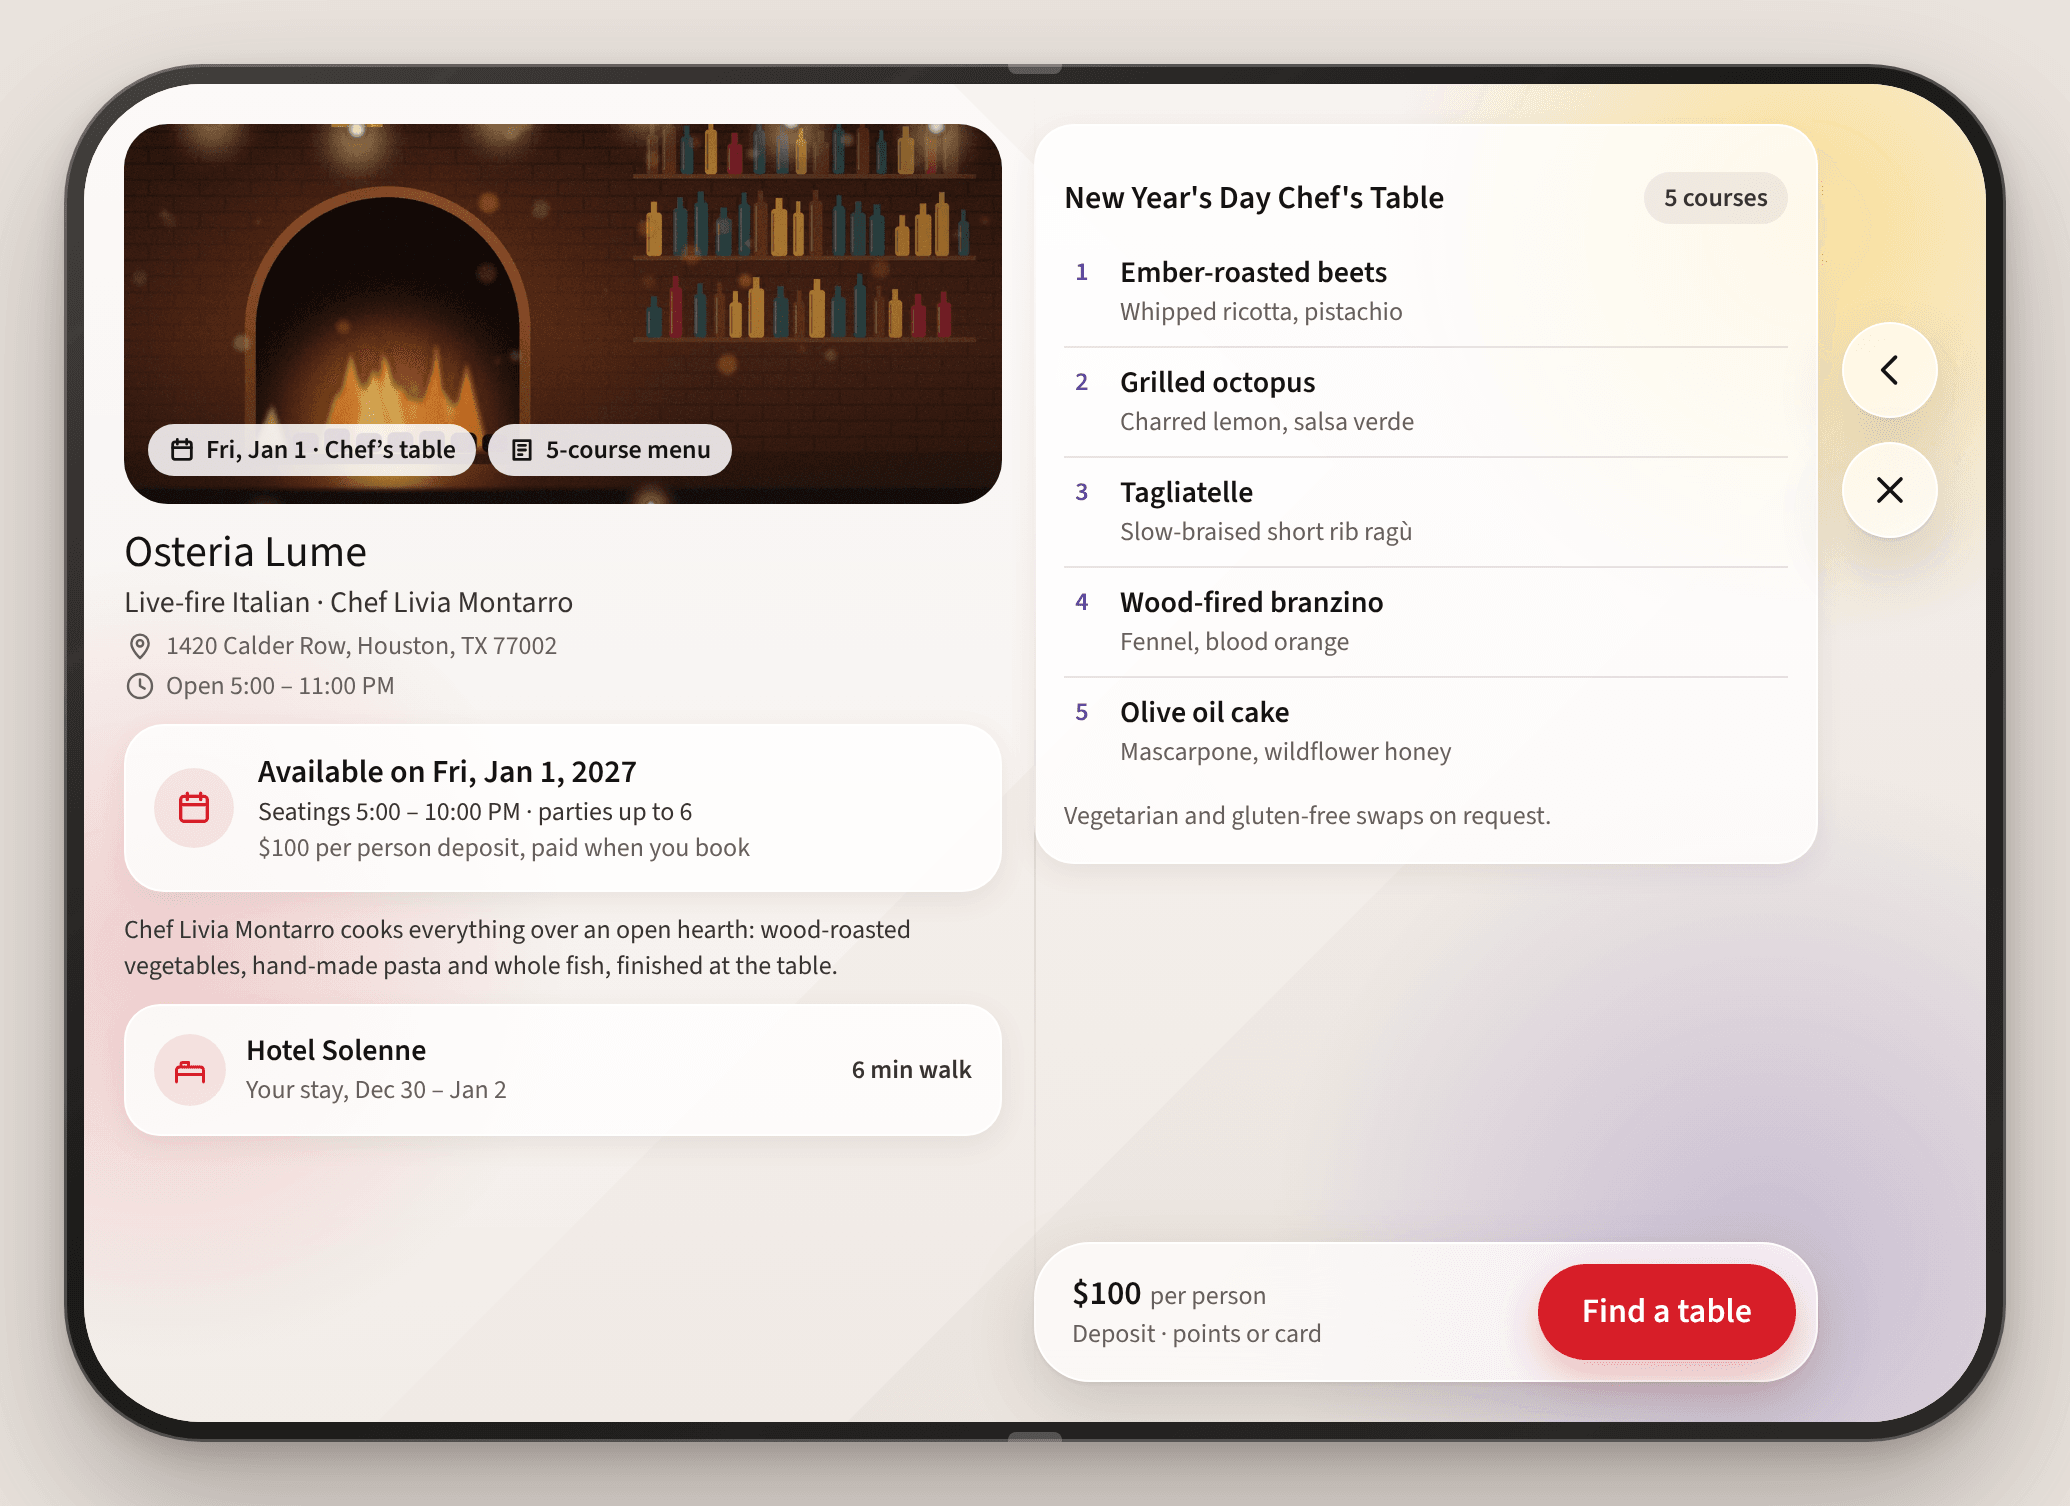 Fri, Jan 1 · Chef’s table
5-course menu
Osteria Lume
Live-fire Italian · Chef Livia Montarro
1420 Calder Row, Houston, TX 77002
Open 5:00 – 11:00 PM
Available on Fri, Jan 1, 2027
Seatings 5:00 – 10:00 PM · parties up to 6
$100 per person deposit, paid when you book
Chef Livia Montarro cooks everything over an open hearth: wood-roasted
vegetables, hand-made pasta and whole fish, finished at the table.
Hotel Solenne
Your stay, Dec 30 – Jan 2
6 min walk
New Year's Day Chef's Table
5 courses
1 Ember-roasted beets
Whipped ricotta, pistachio
2 Grilled octopus
Charred lemon, salsa verde
3 Tagliatelle
Slow-braised short rib ragù
4 Wood-fired branzino
Fennel, blood orange
5 Olive oil cake
Mascarpone, wildflower honey
Vegetarian and gluten-free swaps on request.
$100 per person
Deposit · points or card
Find a table